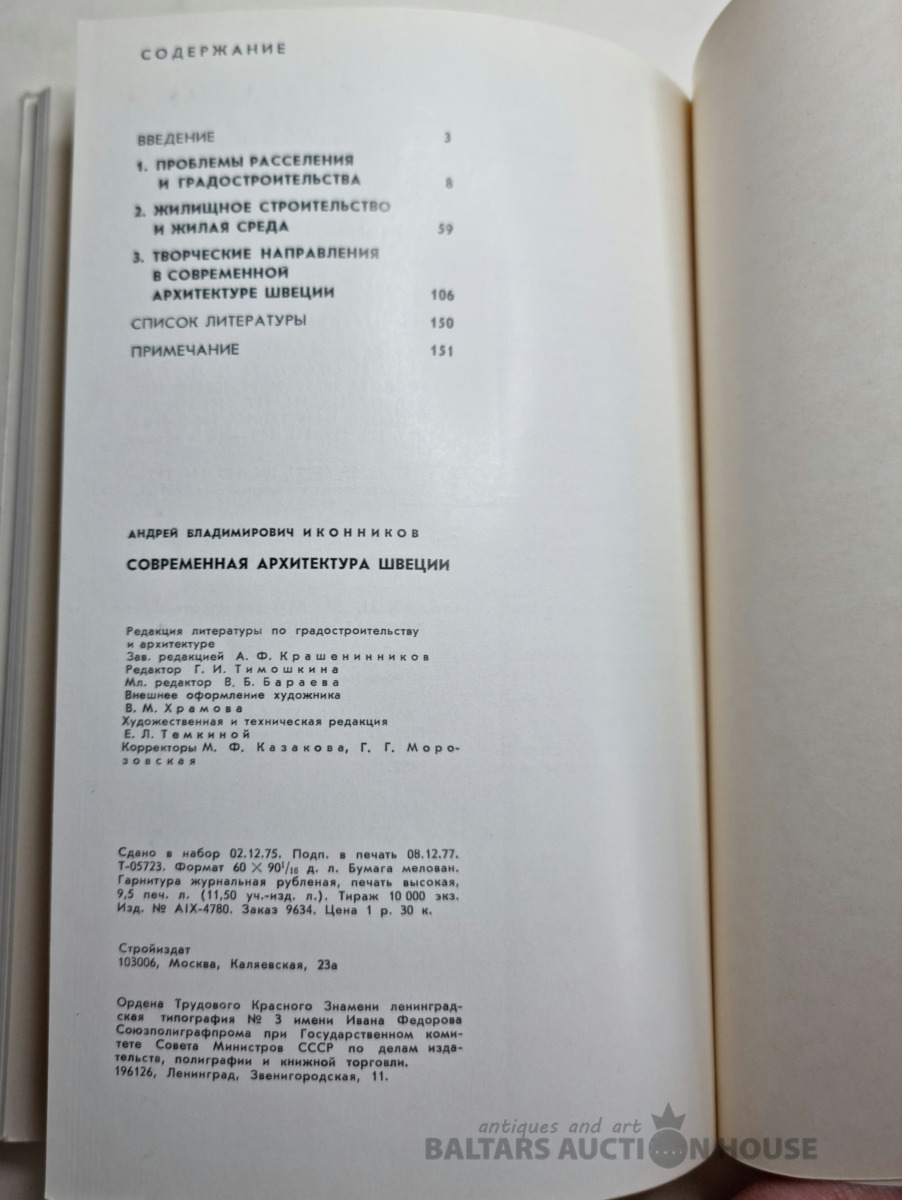 СОДЕРЖАНИЕ
ВВЕДЕНИЕ 3
1. ПРОБЛЕМЫ РАССЕЛЕНИЯ
И ГРАДОСТРОИТЕЛЬСТВА 8
2. ЖИЛИЩНОЕ СТРОИТЕЛЬСТВО
И ЖИЛАЯ СРЕДА 59
3. ТВОРЧЕСКИЕ НАПРАВЛЕНИЯ
В СОВРЕМЕННОЙ
АРХИТЕКТУРЕ ШВЕЦИИ 106
СПИСОК ЛИТЕРАТУРЫ 150
ПРИМЕЧАНИЕ 151
АНДРЕЙ ВЛАДИМИРОВИЧ ИКОННИКОВ
СОВРЕМЕННАЯ АРХИТЕКТУРА ШВЕЦИИ
Редакция литературы по градостроительству
и архитектуре
Зав. редакцией А. Ф. Крашенинников
Редактор Г. И. Тимошкина
Мл. редактор В. Б. Бараева
Внешнее оформление художника
В. М. Храмова
Художественная и техническая редакция
Е. Л. Темкиной
Корректоры М. Ф. Казакова, Г. Г. Моро-
зовская
Сдано в набор 02.12.75. Подп. в печать 08.12.77.
Т-05723. Формат 60 × 90 1/16 д. л. Бумага мелован.
Гарнитура журнальная рубленая, печать высокая,
9,5 печ. л. (11,50 уч.-изд. л.). Тираж 10 000 экз.
Изд. № АIX-4780. Заказ 9634. Цена 1 р. 30 к.
Стройиздат
103006, Москва, Каляевская, 23а
Ордена Трудового Красного Знамени ленинград-
ская типография № 3 имени Ивана Федорова
Союзполиграфпрома при Государственном коми-
тете Совета Министров СССР по делам изда-
тельств, полиграфии и книжной торговли.
196126, Ленинград, Звенигородская, 11.
antiques and art
BALTARS AUCTION HOUSE